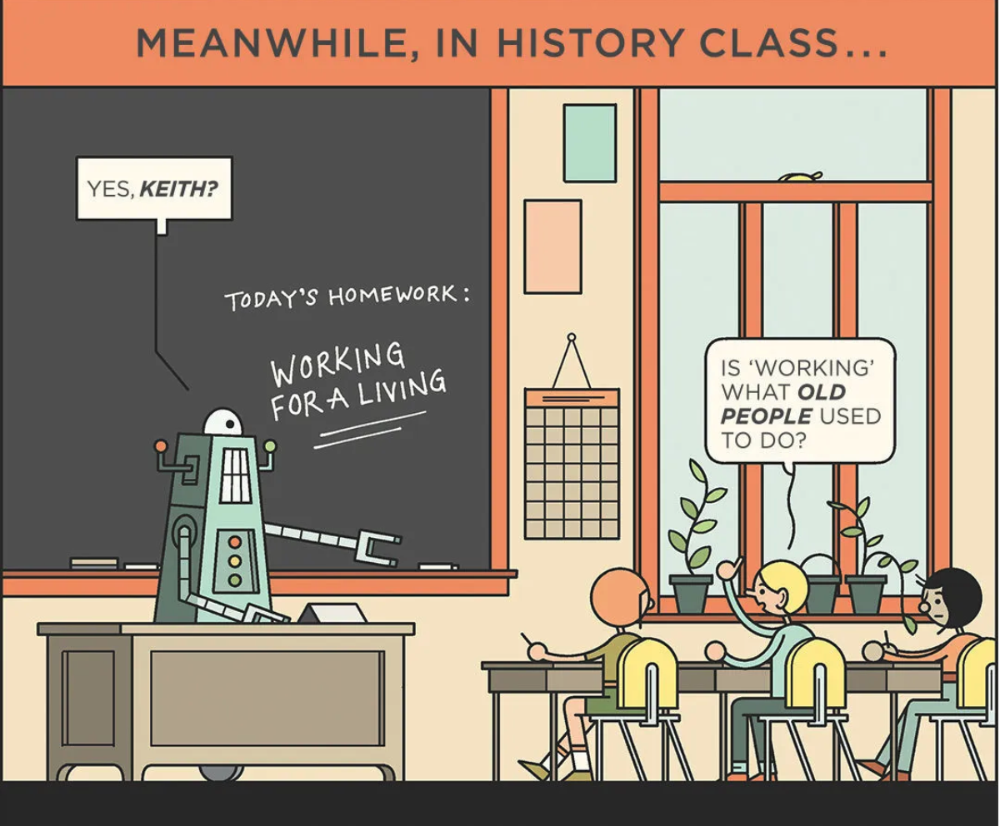 MEANWHILE, IN HISTORY CLASS...
YES, KEITH?
TODAY'S HOMEWORK:
WORKING
FOR A LIVING
IS ‘WORKING’
WHAT OLD
PEOPLE USED
TO DO?